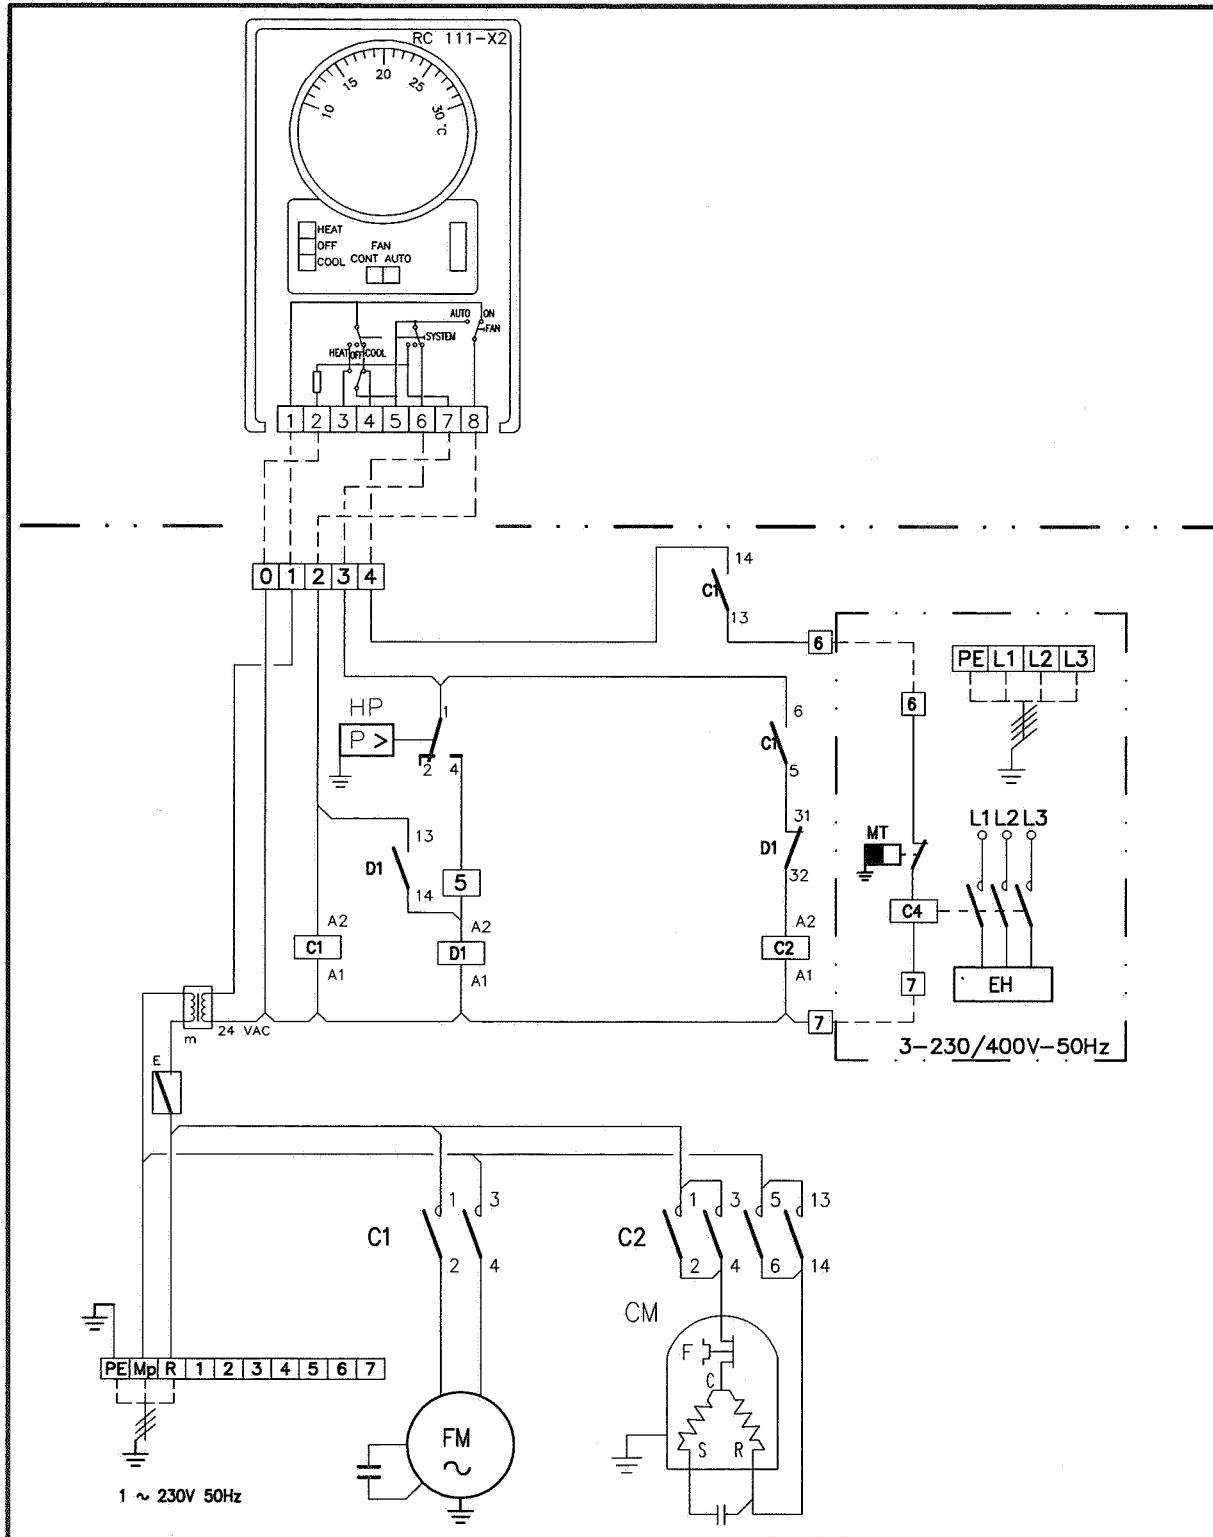 RC 111-X2
10 15 20 25 30 °C
HEAT
OFF
COOL
FAN
CONT AUTO
AUTO ON
FAN
SYSTEM
HEAT OFF COOL
1 2 3 4 5 6 7 8
0 1 2 3 4
14
C1
13
6
PE L1 L2 L3
6
HP
P >
1
2 4
6
C1
5
13
D1
14
5
31
D1
32
MT
L1 L2 L3
C4
A2
C1
A1
A2
D1
A1
A2
C2
A1
7
EH
m
24 VAC
7
3-230/400V-50Hz
E
C1
1 3
2 4
C2
1 3 5 13
2 4 6 14
CM
F
C
S R
PE Mp R 1 2 3 4 5 6 7
FM
~
1 ~ 230V 50Hz